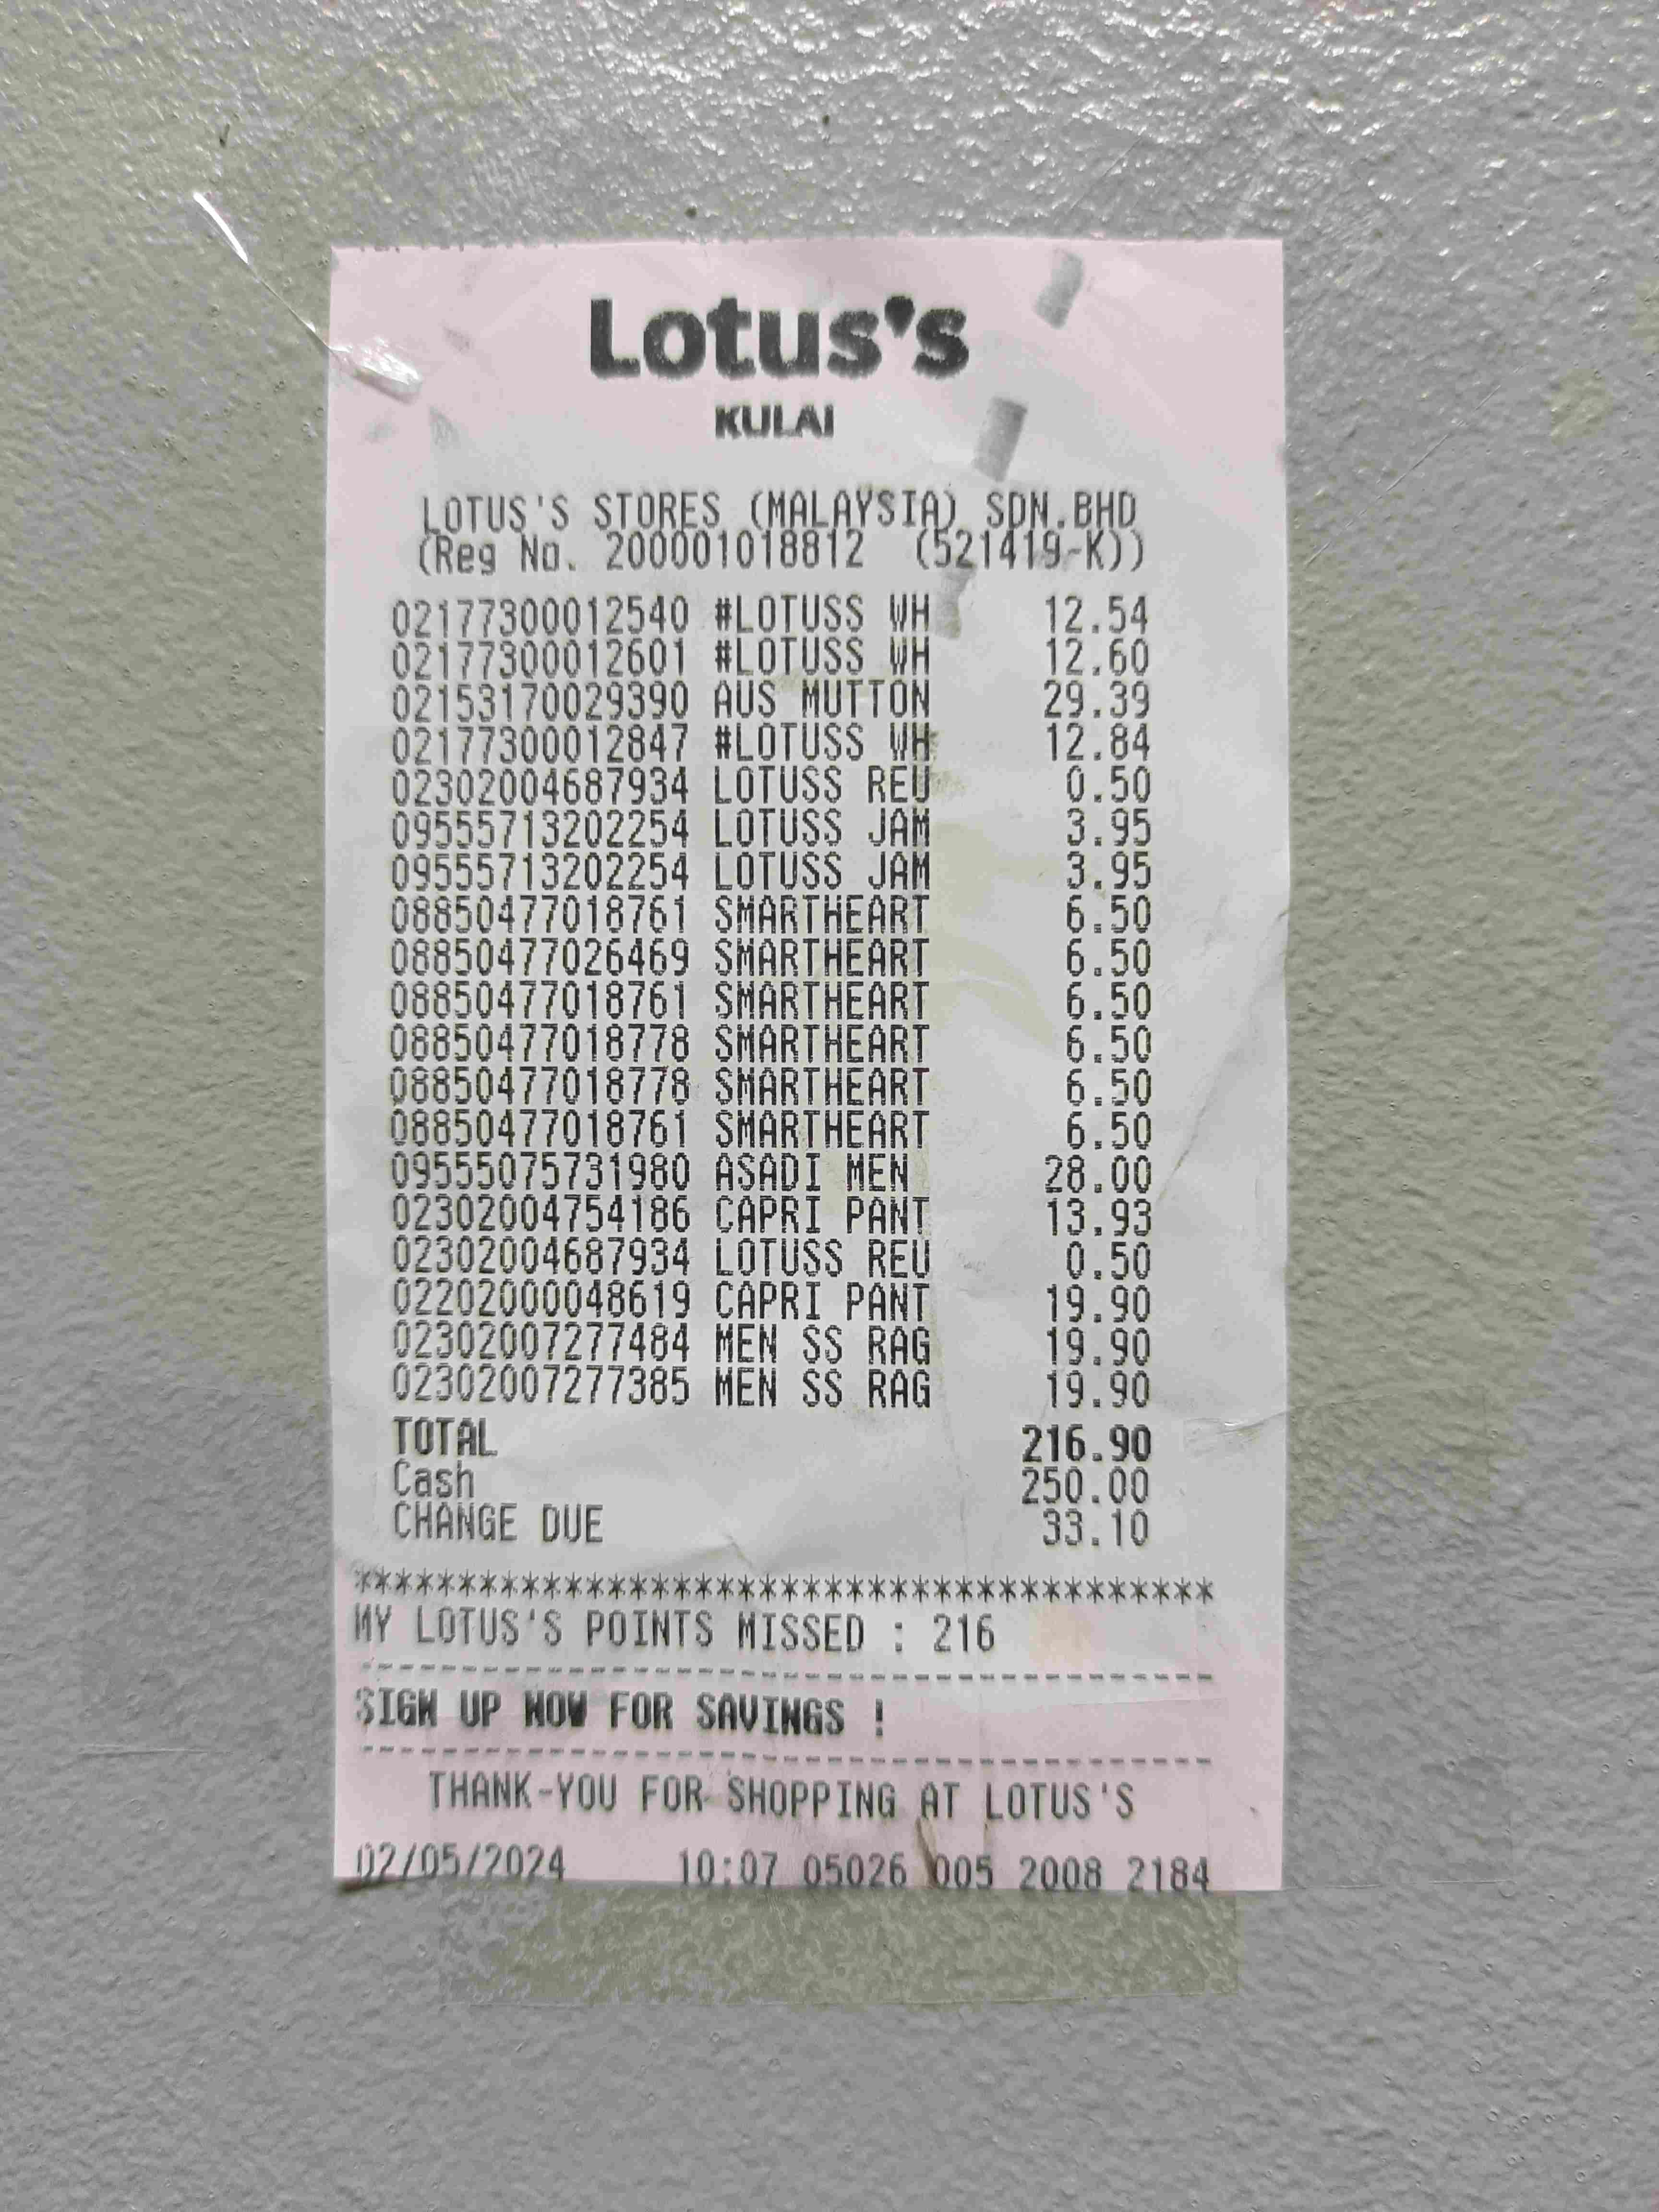 Lotus's
KULAI
LOTUS'S STORES (MALAYSIA) SDN.BHD
(Reg No. 200001018812 (521419-K))
02177300012540 #LOTUSS WH 12.54
02177300012601 #LOTUSS WH 12.60
02153170029390 AUS MUTTON 29.39
02177300012847 #LOTUSS WH 12.84
02302004687934 LOTUSS REU 0.50
09555713202254 LOTUSS JAM 3.95
09555713202254 LOTUSS JAM 3.95
08850477018761 SMARTHEART 6.50
08850477026469 SMARTHEART 6.50
08850477018761 SMARTHEART 6.50
08850477018778 SMARTHEART 6.50
08850477018778 SMARTHEART 6.50
08850477018761 SMARTHEART 6.50
09555075731980 ASADI MEN 28.00
02302004754186 CAPRI PANT 13.93
02302004687934 LOTUSS REU 0.50
02202000048619 CAPRI PANT 19.90
02302007277484 MEN SS RAG 19.90
02302007277385 MEN SS RAG 19.90
TOTAL 216.90
Cash 250.00
CHANGE DUE 33.10
****************************************
MY LOTUS'S POINTS MISSED : 216
----------------------------------------
SIGN UP NOW FOR SAVINGS !
----------------------------------------
THANK-YOU FOR SHOPPING AT LOTUS'S
02/05/2024 10:07 05026 005 2008 2184